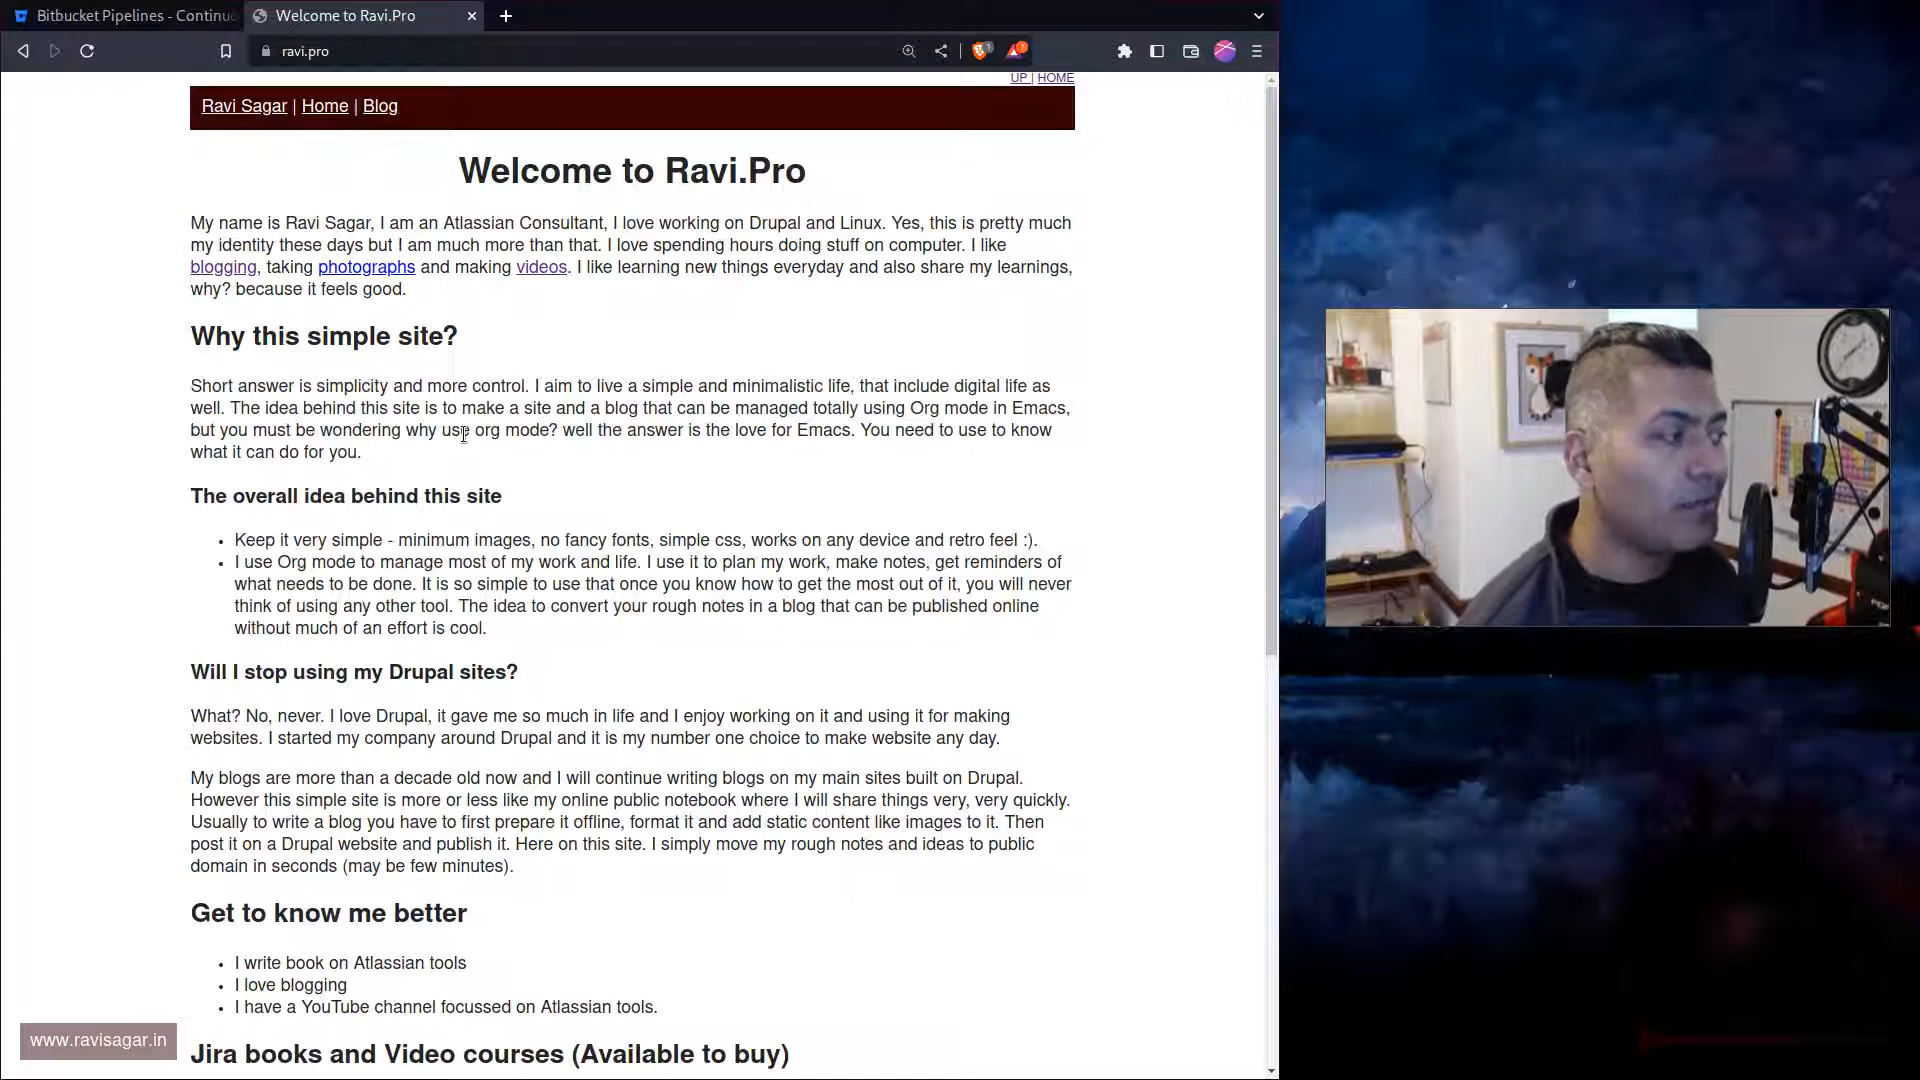 Bitbucket Pipelines - Continuo
Welcome to Ravi.Pro
ravi.pro
UP | HOME
Ravi Sagar | Home | Blog
Welcome to Ravi.Pro
My name is Ravi Sagar, I am an Atlassian Consultant, I love working on Drupal and Linux. Yes, this is pretty much
my identity these days but I am much more than that. I love spending hours doing stuff on computer. I like
blogging, taking photographs and making videos. I like learning new things everyday and also share my learnings,
why? because it feels good.
Why this simple site?
Short answer is simplicity and more control. I aim to live a simple and minimalistic life, that include digital life as
well. The idea behind this site is to make a site and a blog that can be managed totally using Org mode in Emacs,
but you must be wondering why use org mode? well the answer is the love for Emacs. You need to use to know
what it can do for you.
The overall idea behind this site
• Keep it very simple - minimum images, no fancy fonts, simple css, works on any device and retro feel :).
• I use Org mode to manage most of my work and life. I use it to plan my work, make notes, get reminders of
what needs to be done. It is so simple to use that once you know how to get the most out of it, you will never
think of using any other tool. The idea to convert your rough notes in a blog that can be published online
without much of an effort is cool.
Will I stop using my Drupal sites?
What? No, never. I love Drupal, it gave me so much in life and I enjoy working on it and using it for making
websites. I started my company around Drupal and it is my number one choice to make website any day.
My blogs are more than a decade old now and I will continue writing blogs on my main sites built on Drupal.
However this simple site is more or less like my online public notebook where I will share things very, very quickly.
Usually to write a blog you have to first prepare it offline, format it and add static content like images to it. Then
post it on a Drupal website and publish it. Here on this site. I simply move my rough notes and ideas to public
domain in seconds (may be few minutes).
Get to know me better
• I write book on Atlassian tools
• I love blogging
• I have a YouTube channel focussed on Atlassian tools.
www.ravisagar.in
Jira books and Video courses (Available to buy)